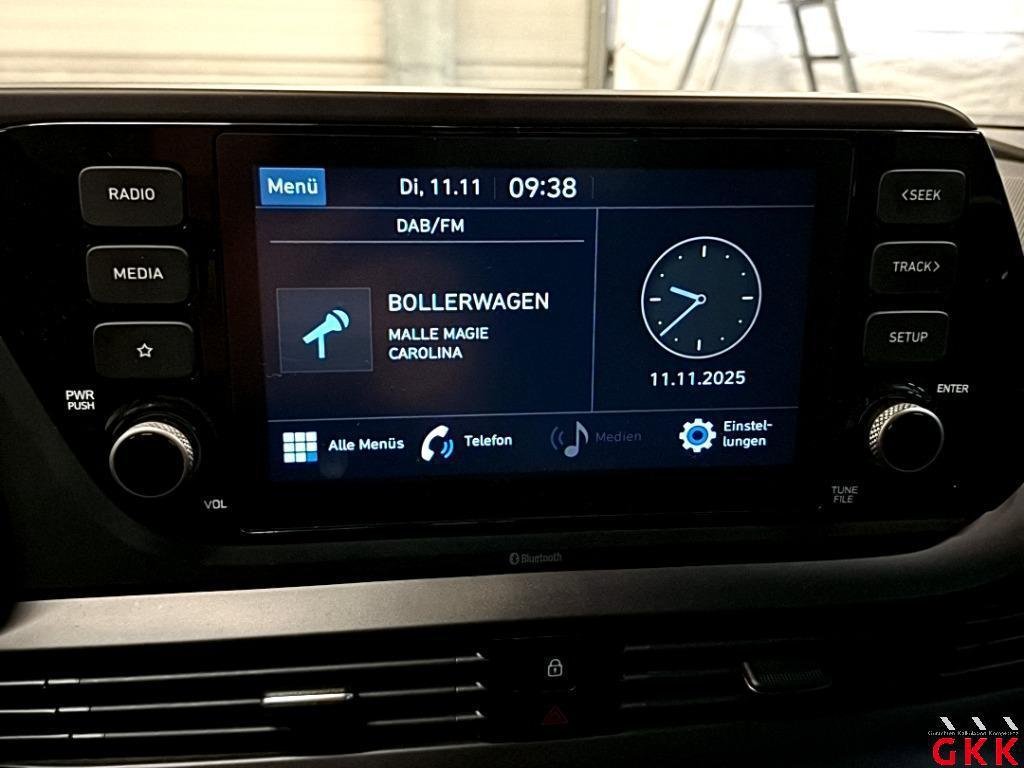 RADIO
MEDIA
PWR
PUSH
VOL
Menü
Di, 11.11
09:38
DAB/FM
BOLLERWAGEN
MALLE MAGIE
CAROLINA
11.11.2025
Alle Menüs
Telefon
Medien
Einstel-
lungen
<SEEK
TRACK>
SETUP
ENTER
TUNE
FILE
Bluetooth
GKK